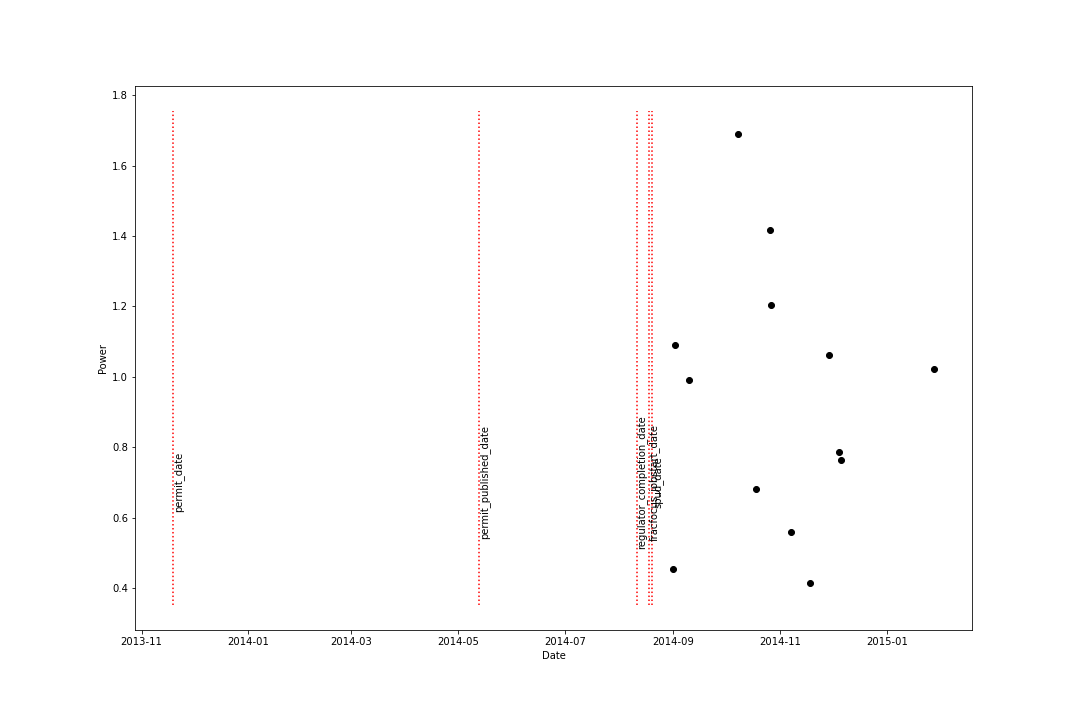 1.8
1.6
1.4
1.2
1.0
0.8
0.6
0.4
Power
permit_date
permit_published_date
regulator_completion_date
fracfocus_jobstart_date
spud_date
2013-11 2014-01 2014-03 2014-05 2014-07 2014-09 2014-11 2015-01
Date